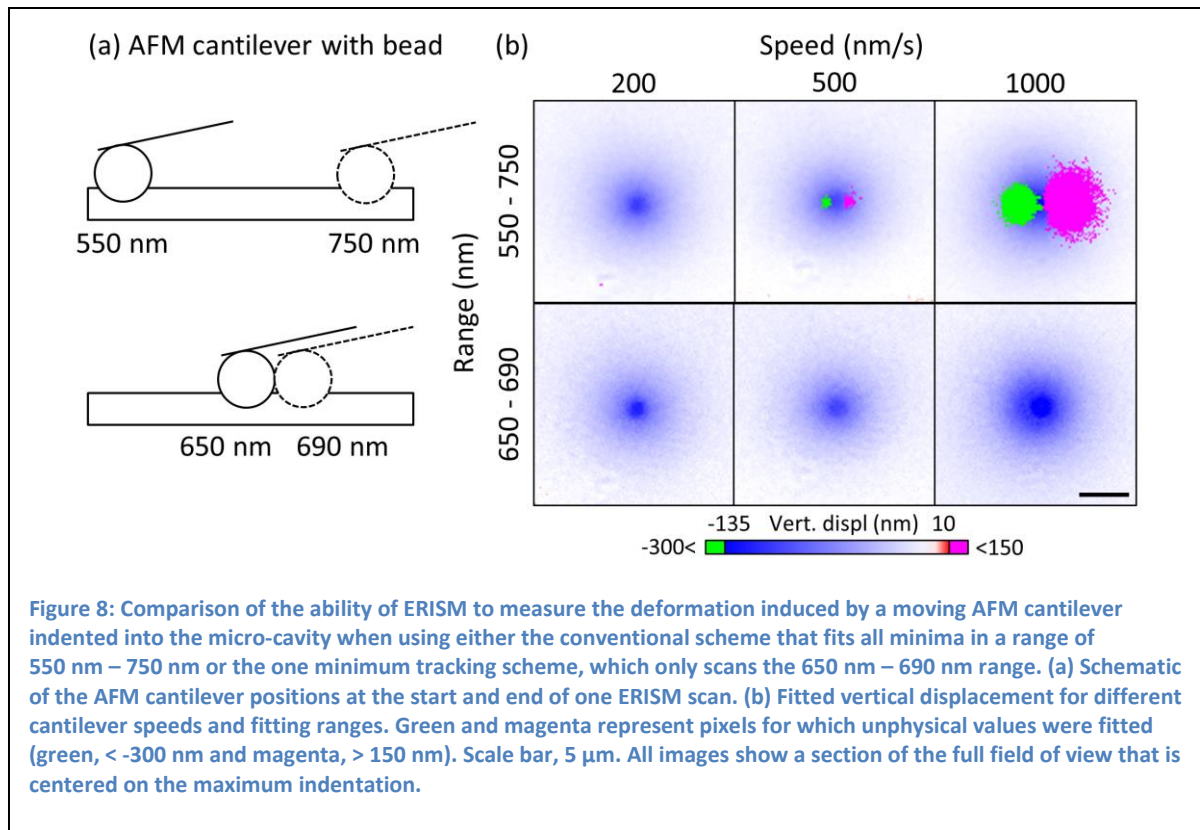 (a) AFM cantilever with bead
550 nm
750 nm
650 nm
690 nm
(b)
Speed (nm/s)
200
500
1000
Range (nm)
550 - 750
650 - 690
-135 Vert. displ (nm) 10
-300<
<150
Figure 8: Comparison of the ability of ERISM to measure the deformation induced by a moving AFM cantilever
indented into the micro-cavity when using either the conventional scheme that fits all minima in a range of
550 nm – 750 nm or the one minimum tracking scheme, which only scans the 650 nm – 690 nm range. (a) Schematic
of the AFM cantilever positions at the start and end of one ERISM scan. (b) Fitted vertical displacement for different
cantilever speeds and fitting ranges. Green and magenta represent pixels for which unphysical values were fitted
(green, < -300 nm and magenta, > 150 nm). Scale bar, 5 μm. All images show a section of the full field of view that is
centered on the maximum indentation.